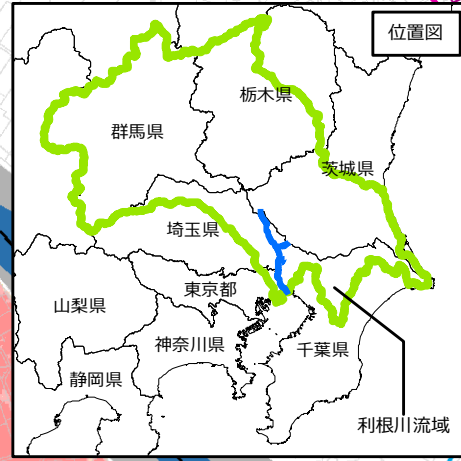 位置図
栃木県
群馬県
茨城県
埼玉県
東京都
山梨県
神奈川県
千葉県
静岡県
利根川流域